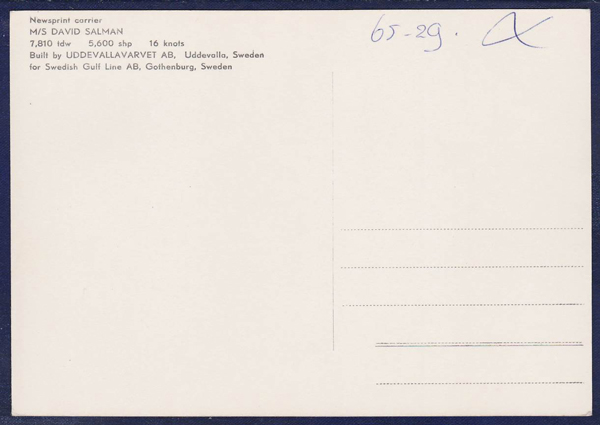 Newsprint carrier
M/S DAVID SALMAN
7,810 tdw 5,600 shp 16 knots
Built by UDDEVALLAVARVET AB, Uddevalla, Sweden
for Swedish Gulf Line AB, Gothenburg, Sweden
65-29.